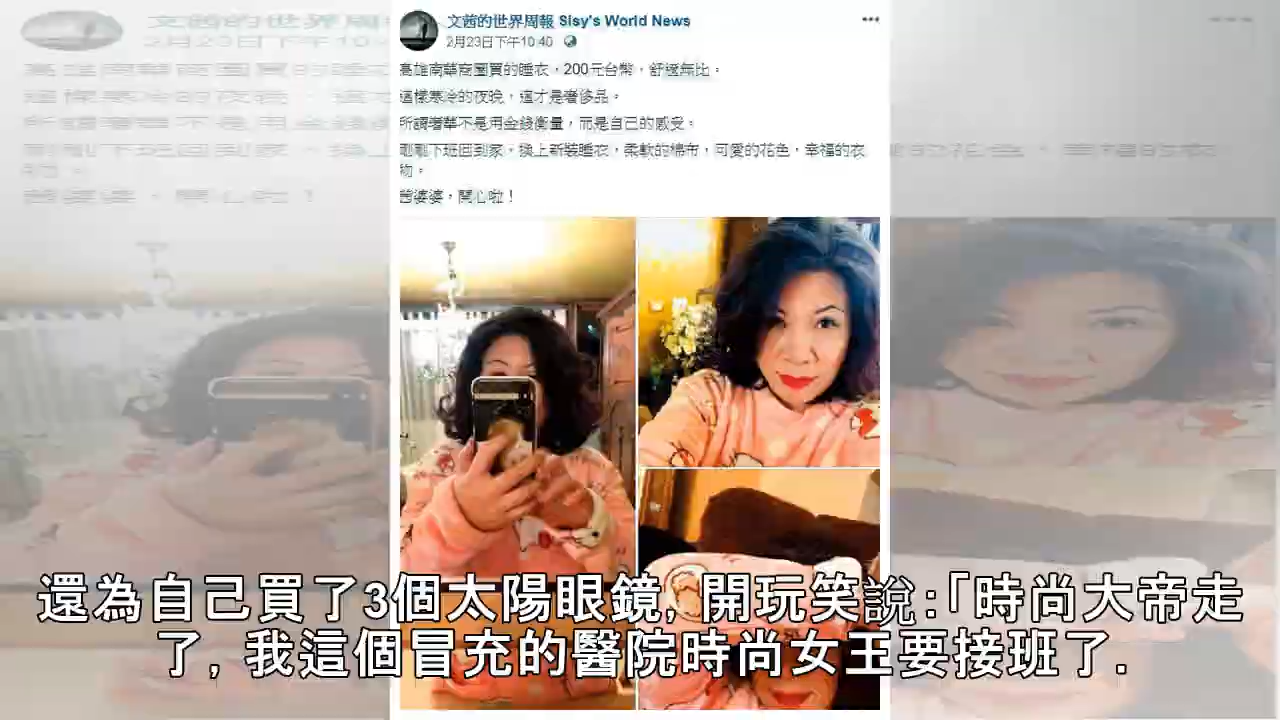 文茜的世界周報 Sisy's World News
2月23日下午10:40
高雄南華商圈買的睡衣，200元台幣，舒適無比。
這樣寒冷的夜晚，這才是奢侈品。
所謂奢華不是用金錢衡量，而是自己的感受。
剛剛下班回到家，換上新裝睡衣，柔軟的棉布，可愛的花色，幸福的衣
物。
茜婆婆，開心啦！
還為自己買了3個太陽眼鏡, 開玩笑說:「時尚大帝走
了, 我這個冒充的醫院時尚女王要接班了.